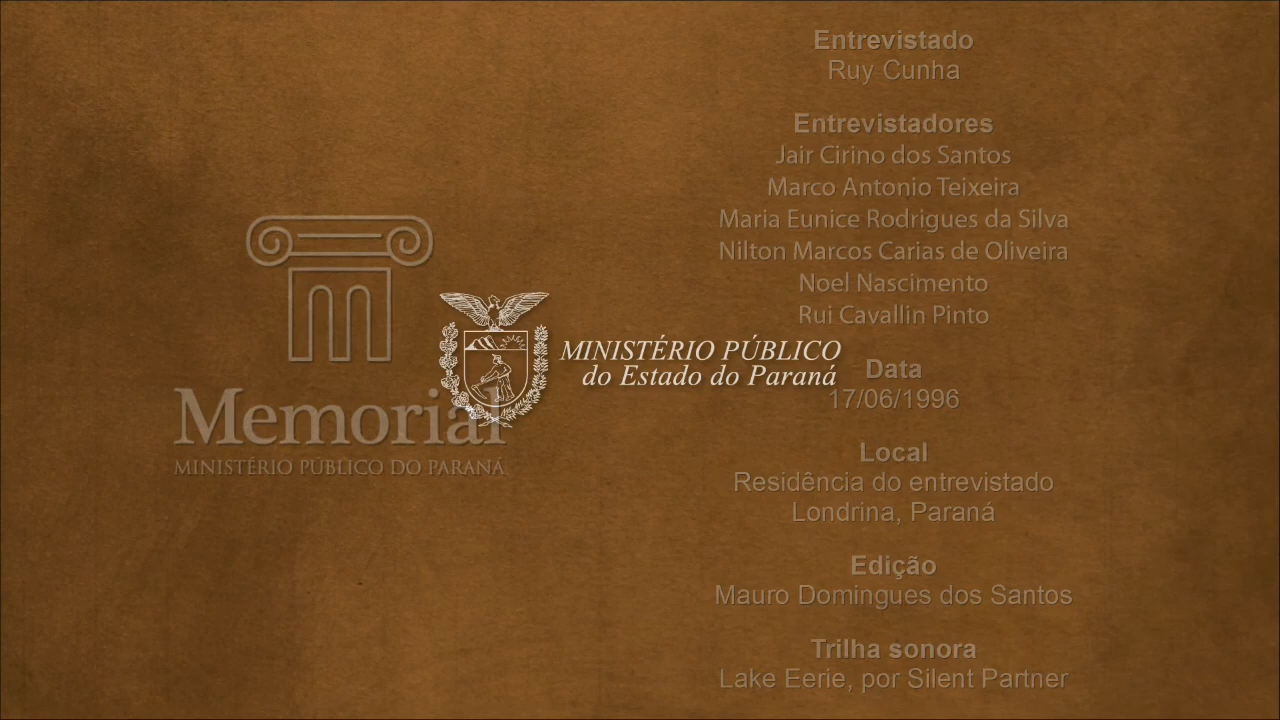 Memorial
MINISTÉRIO PÚBLICO DO PARANÁ
MINISTÉRIO PÚBLICO
do Estado do Paraná
Entrevistado
Ruy Cunha
Entrevistadores
Jair Cirino dos Santos
Marco Antonio Teixeira
Maria Eunice Rodrigues da Silva
Nilton Marcos Carias de Oliveira
Noel Nascimento
Rui Cavallin Pinto
Data
17/06/1996
Local
Residência do entrevistado
Londrina, Paraná
Edição
Mauro Domingues dos Santos
Trilha sonora
Lake Eerie, por Silent Partner